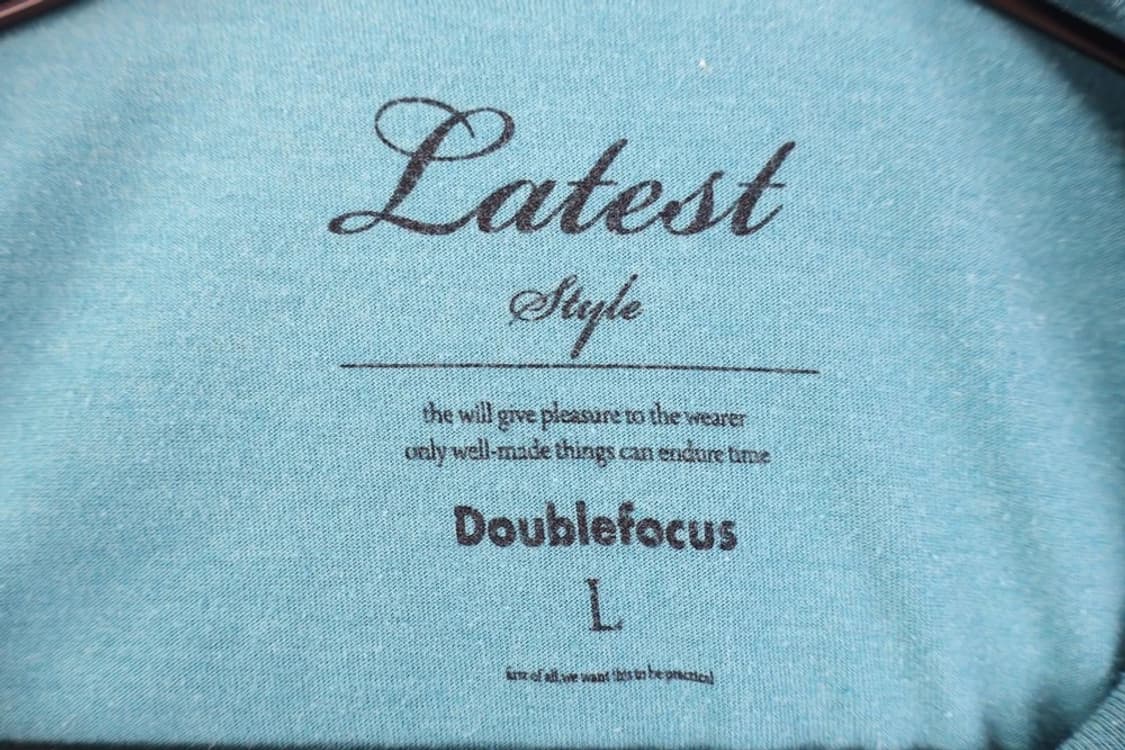 Latest
Style
the will give pleasure to the wearer
only well-made things can endure time
Doublefocus
L
first of all, we want this to be practical